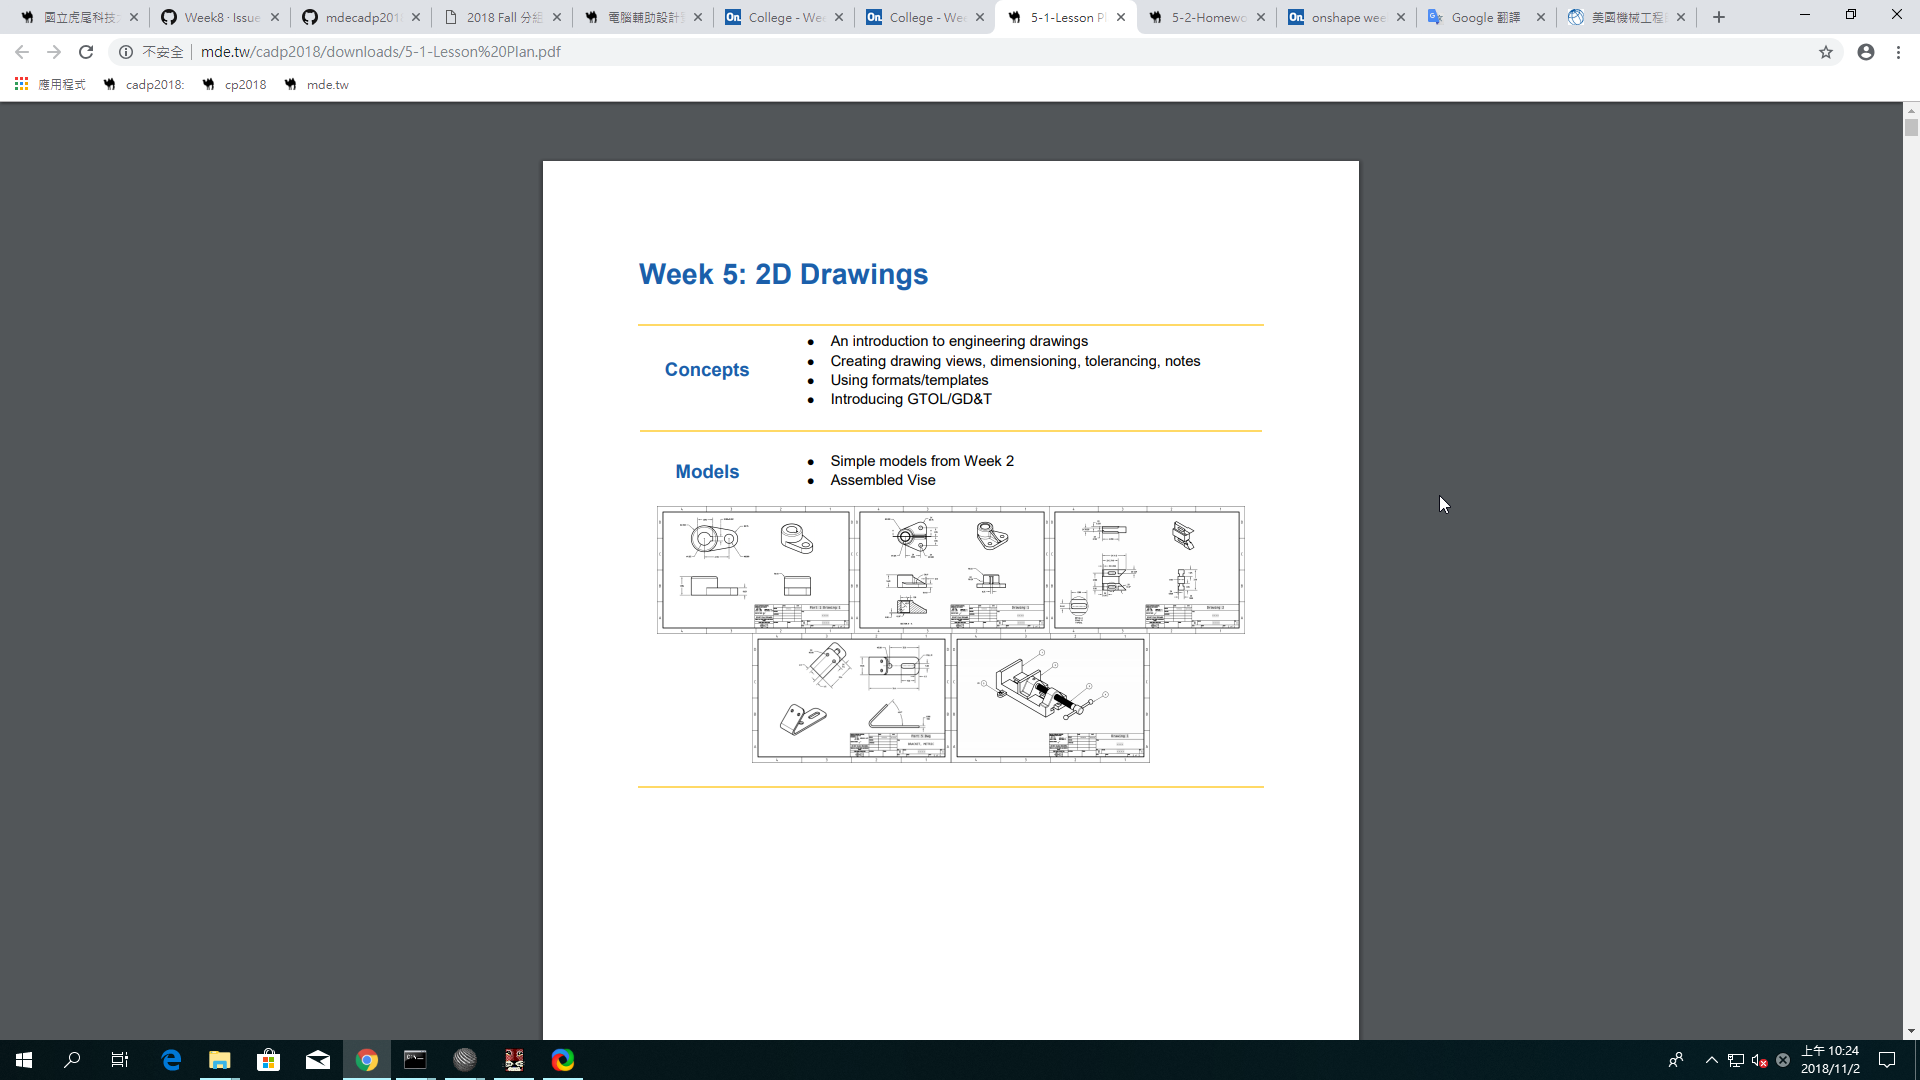 國立虎尾科技
Week8 · Issue
mdecadp201
2018 Fall 分組
電腦輔助設計
College - We
College - We
5-1-Lesson P
5-2-Homewo
onshape wee
Google 翻譯
美國機械工程
不安全
mde.tw/cadp2018/downloads/5-1-Lesson%20Plan.pdf
應用程式
cadp2018:
cp2018
mde.tw
Week 5: 2D Drawings
Concepts
● An introduction to engineering drawings
● Creating drawing views, dimensioning, tolerancing, notes
● Using formats/templates
● Introducing GTOL/GD&T
Models
● Simple models from Week 2
● Assembled Vise
上午 10:24
2018/11/2